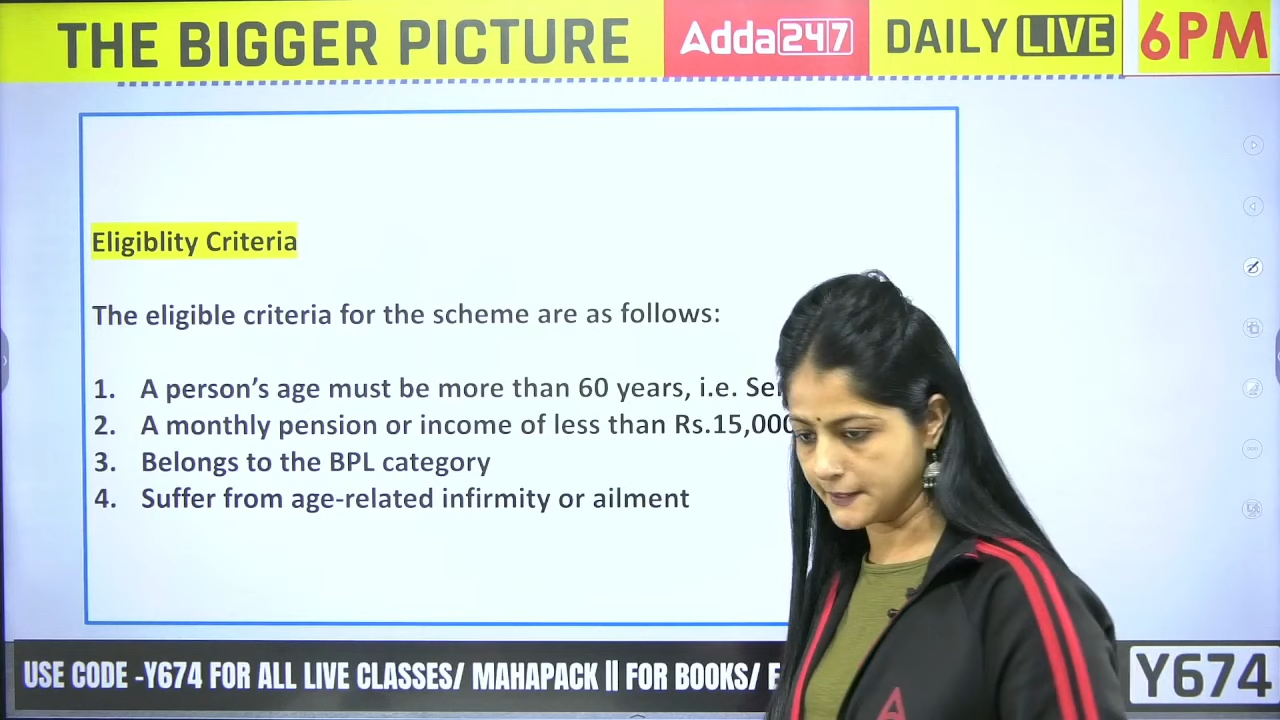 THE BIGGER PICTURE Adda247 DAILY LIVE 6PM
Eligiblity Criteria
The eligible criteria for the scheme are as follows:
1. A person's age must be more than 60 years, i.e.
2. A monthly pension or income of less than Rs.15,000
3. Belongs to the BPL category
4. Suffer from age-related infirmity or ailment
USE CODE -Y674 FOR ALL LIVE CLASSES/ MAHAPACK || FOR BOOKS/ Y674